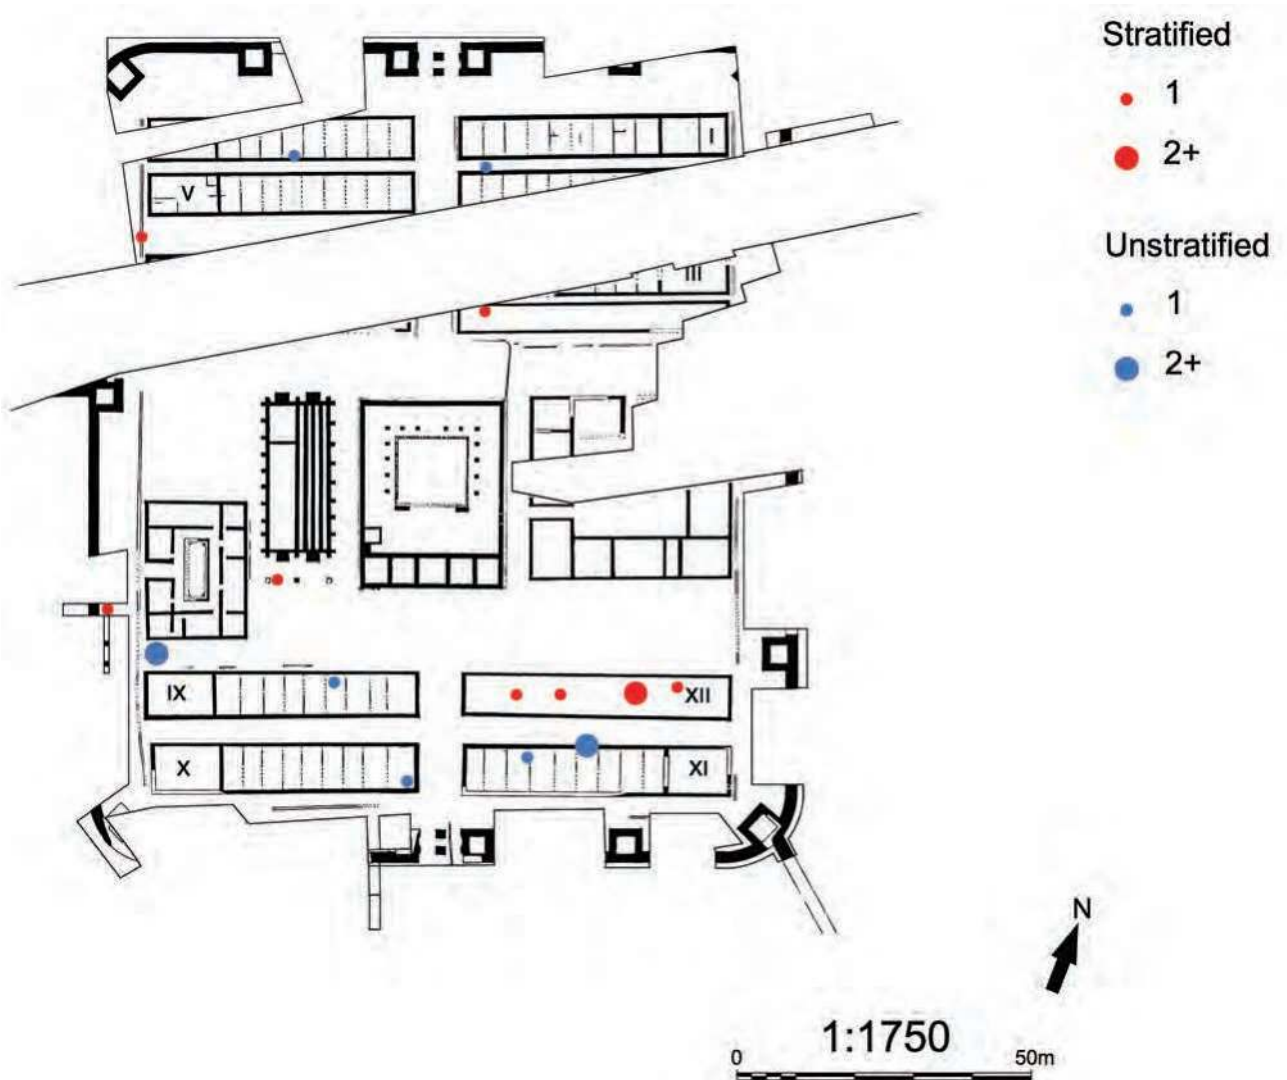 Stratified
1
2+
Unstratified
1
2+
I
V
III
IX
XII
X
XI
N
1:1750
0
50m